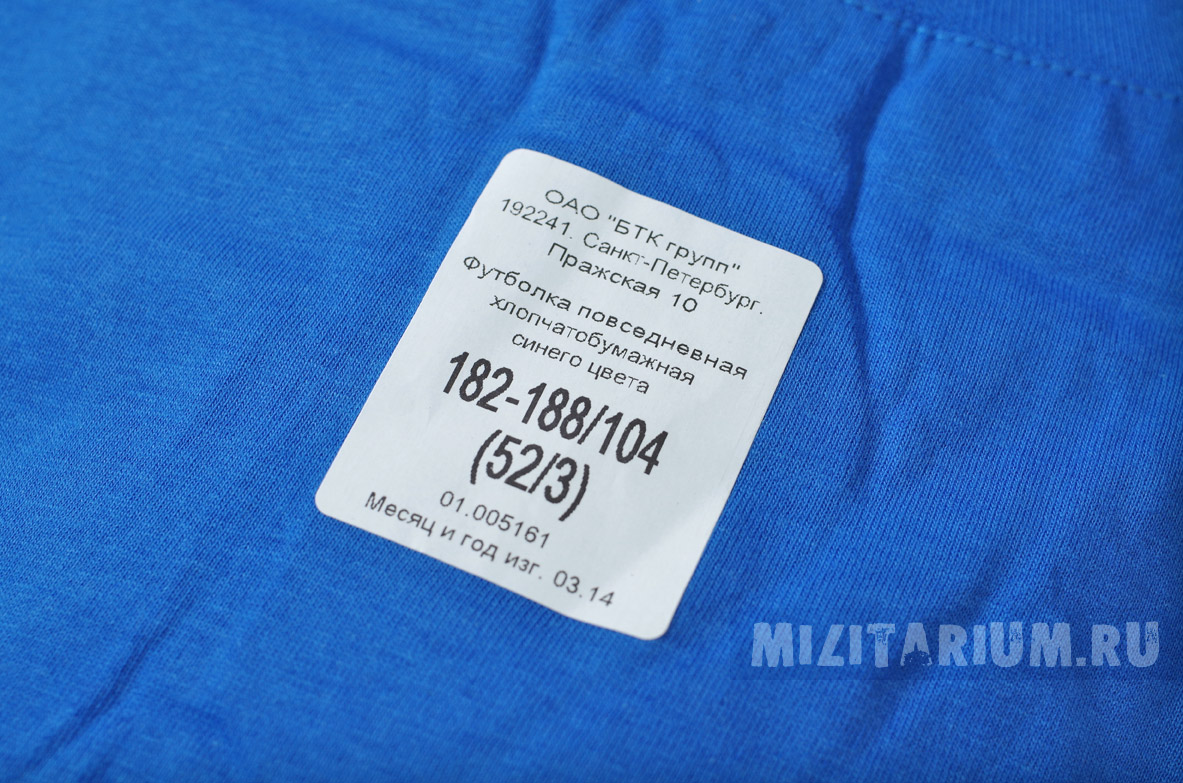 ОАО "БТК групп"
192241. Санкт-Петербург.
Пражская 10
Футболка повседневная
хлопчатобумажная
синего цвета
182-188/104
(52/3)
01.005161
Месяц и год изг. 03.14
MILITARIUM.RU